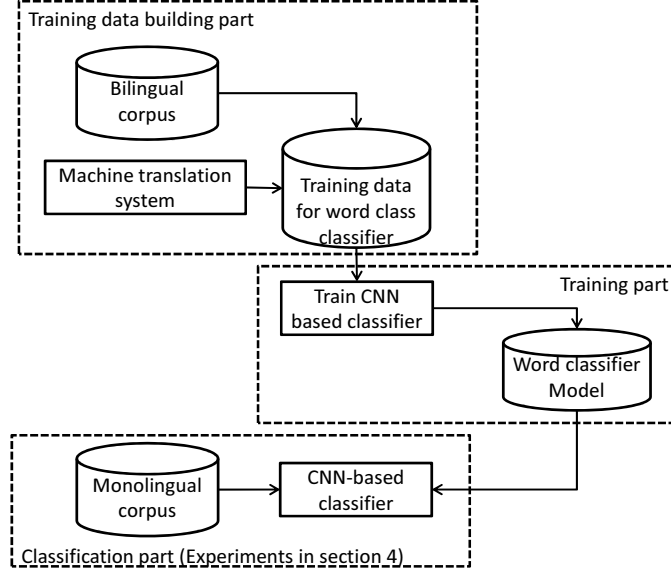 Training data building part
Bilingual
corpus
Machine translation
system
Training data
for word class
classifier
Training part
Train CNN
based classifier
Word classifier
Model
Monolingual
corpus
CNN-based
classifier
Classification part (Experiments in section 4)